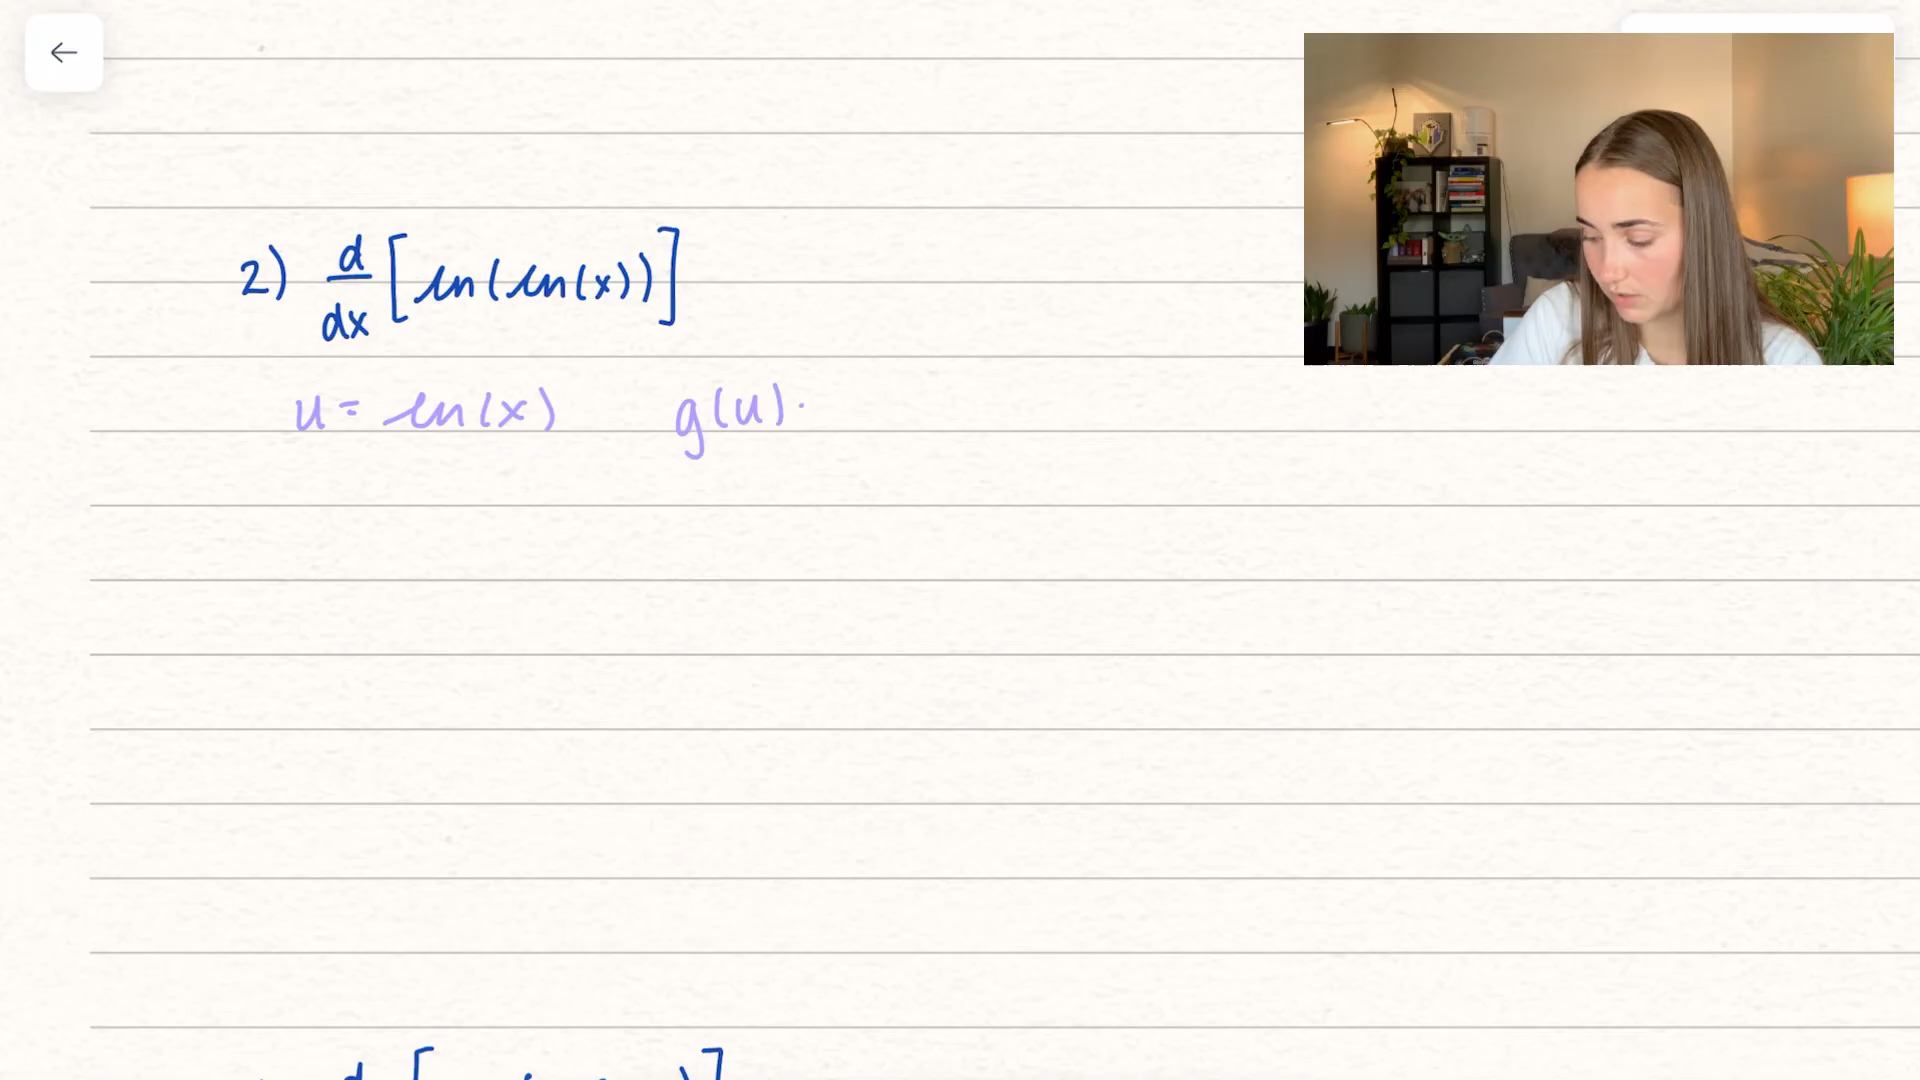 2) d/dx [ln(ln(x))]
u = ln(x) g(u) ·
d [